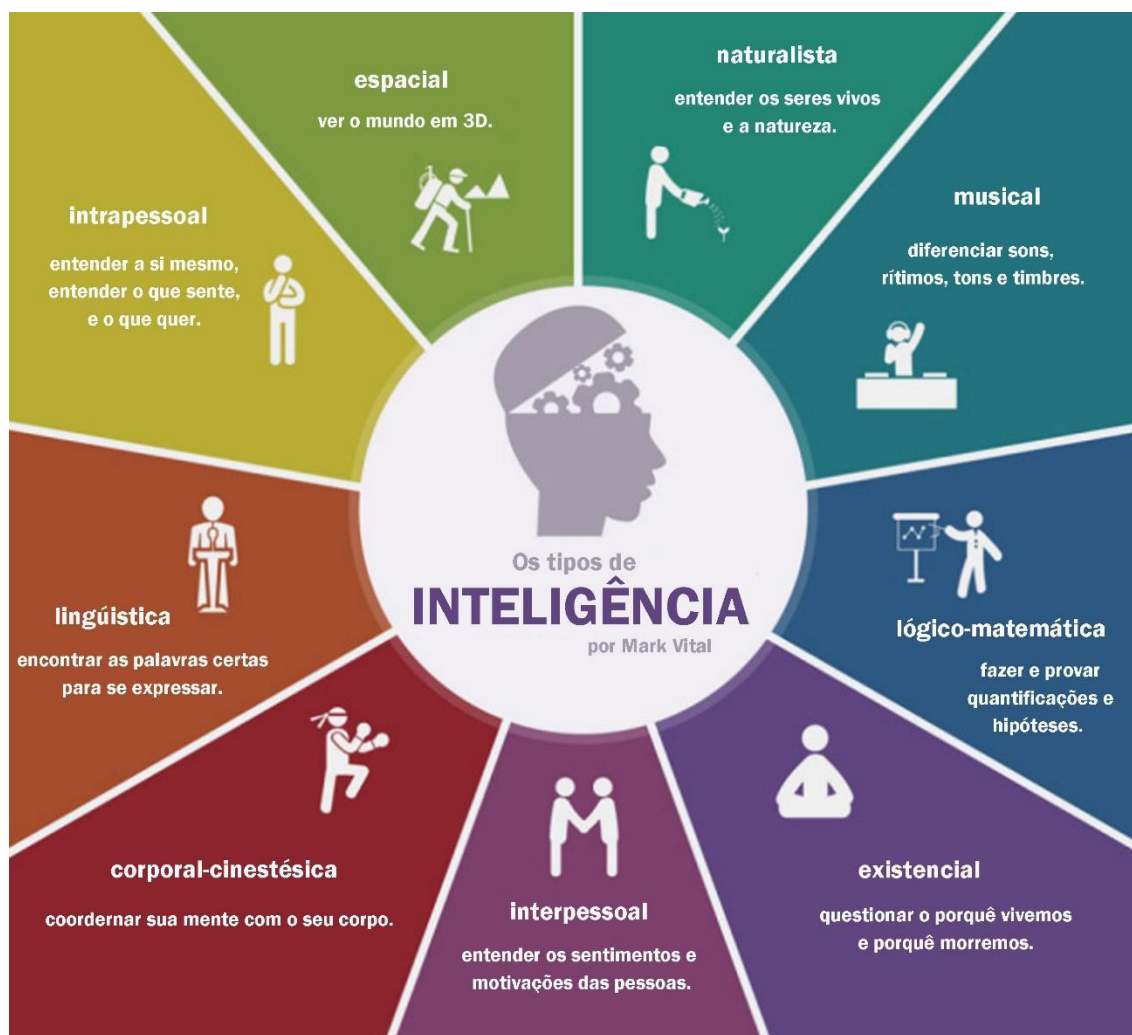 espacial
ver o mundo em 3D.
naturalista
entender os seres vivos
e a natureza.
musical
diferenciar sons,
rítimos, tons e timbres.
intrapessoal
entender a si mesmo,
entender o que sente,
e o que quer.
Os tipos de
INTELIGÊNCIA
por Mark Vital
lingúistica
encontrar as palavras certas
para se expressar.
lógico-matemática
fazer e provar
quantificações e
hipóteses.
corporal-cinestésica
coordernar sua mente com o seu corpo.
interpessoal
entender os sentimentos e
motivações das pessoas.
existencial
questionar o porquê vivemos
e porquê morremos.